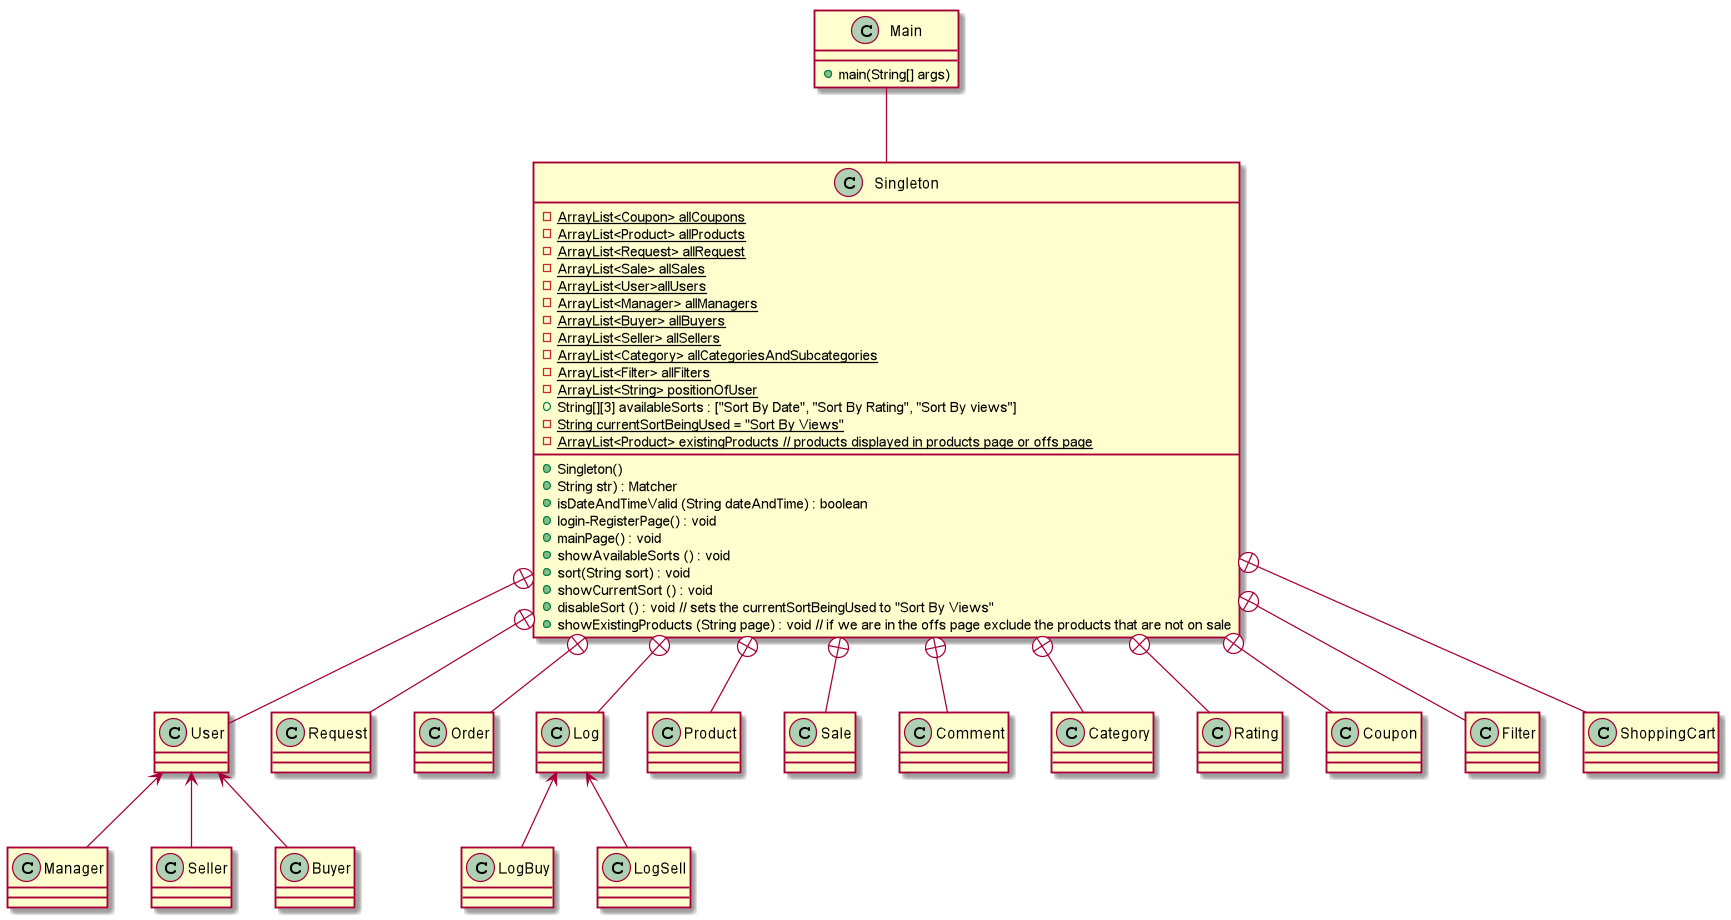 C Main
main(String[] args)
C Singleton
ArrayList<Coupon> allCoupons
ArrayList<Product> allProducts
ArrayList<Request> allRequest
ArrayList<Sale> allSales
ArrayList<User>allUsers
ArrayList<Manager> allManagers
ArrayList<Buyer> allBuyers
ArrayList<Seller> allSellers
ArrayList<Category> allCategoriesAndSubcategories
ArrayList<Filter> allFilters
ArrayList<String> positionOfUser
String[][3] availableSorts : ["Sort By Date", "Sort By Rating", "Sort By views"]
String currentSortBeingUsed = "Sort By Views"
ArrayList<Product> existingProducts // products displayed in products page or offs page
Singleton()
String str) : Matcher
isDateAndTimeValid (String dateAndTime) : boolean
login-RegisterPage() : void
mainPage() : void
showAvailableSorts () : void
sort(String sort) : void
showCurrentSort () : void
disableSort () : void // sets the currentSortBeingUsed to "Sort By Views"
showExistingProducts (String page) : void // if we are in the offs page exclude the products that are not on sale
C User
C Request
C Order
C Log
C Product
C Sale
C Comment
C Category
C Rating
C Coupon
C Filter
C ShoppingCart
C Manager
C Seller
C Buyer
C LogBuy
C LogSell